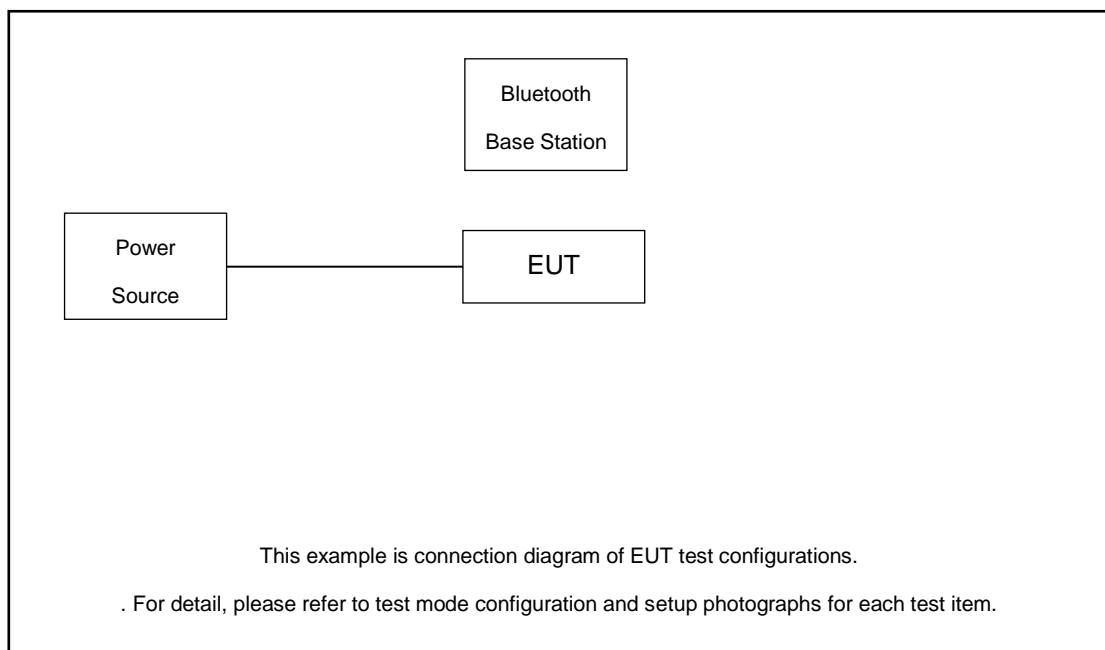 Bluetooth
Base Station
Power
Source
EUT
This example is connection diagram of EUT test configurations.
. For detail, please refer to test mode configuration and setup photographs for each test item.